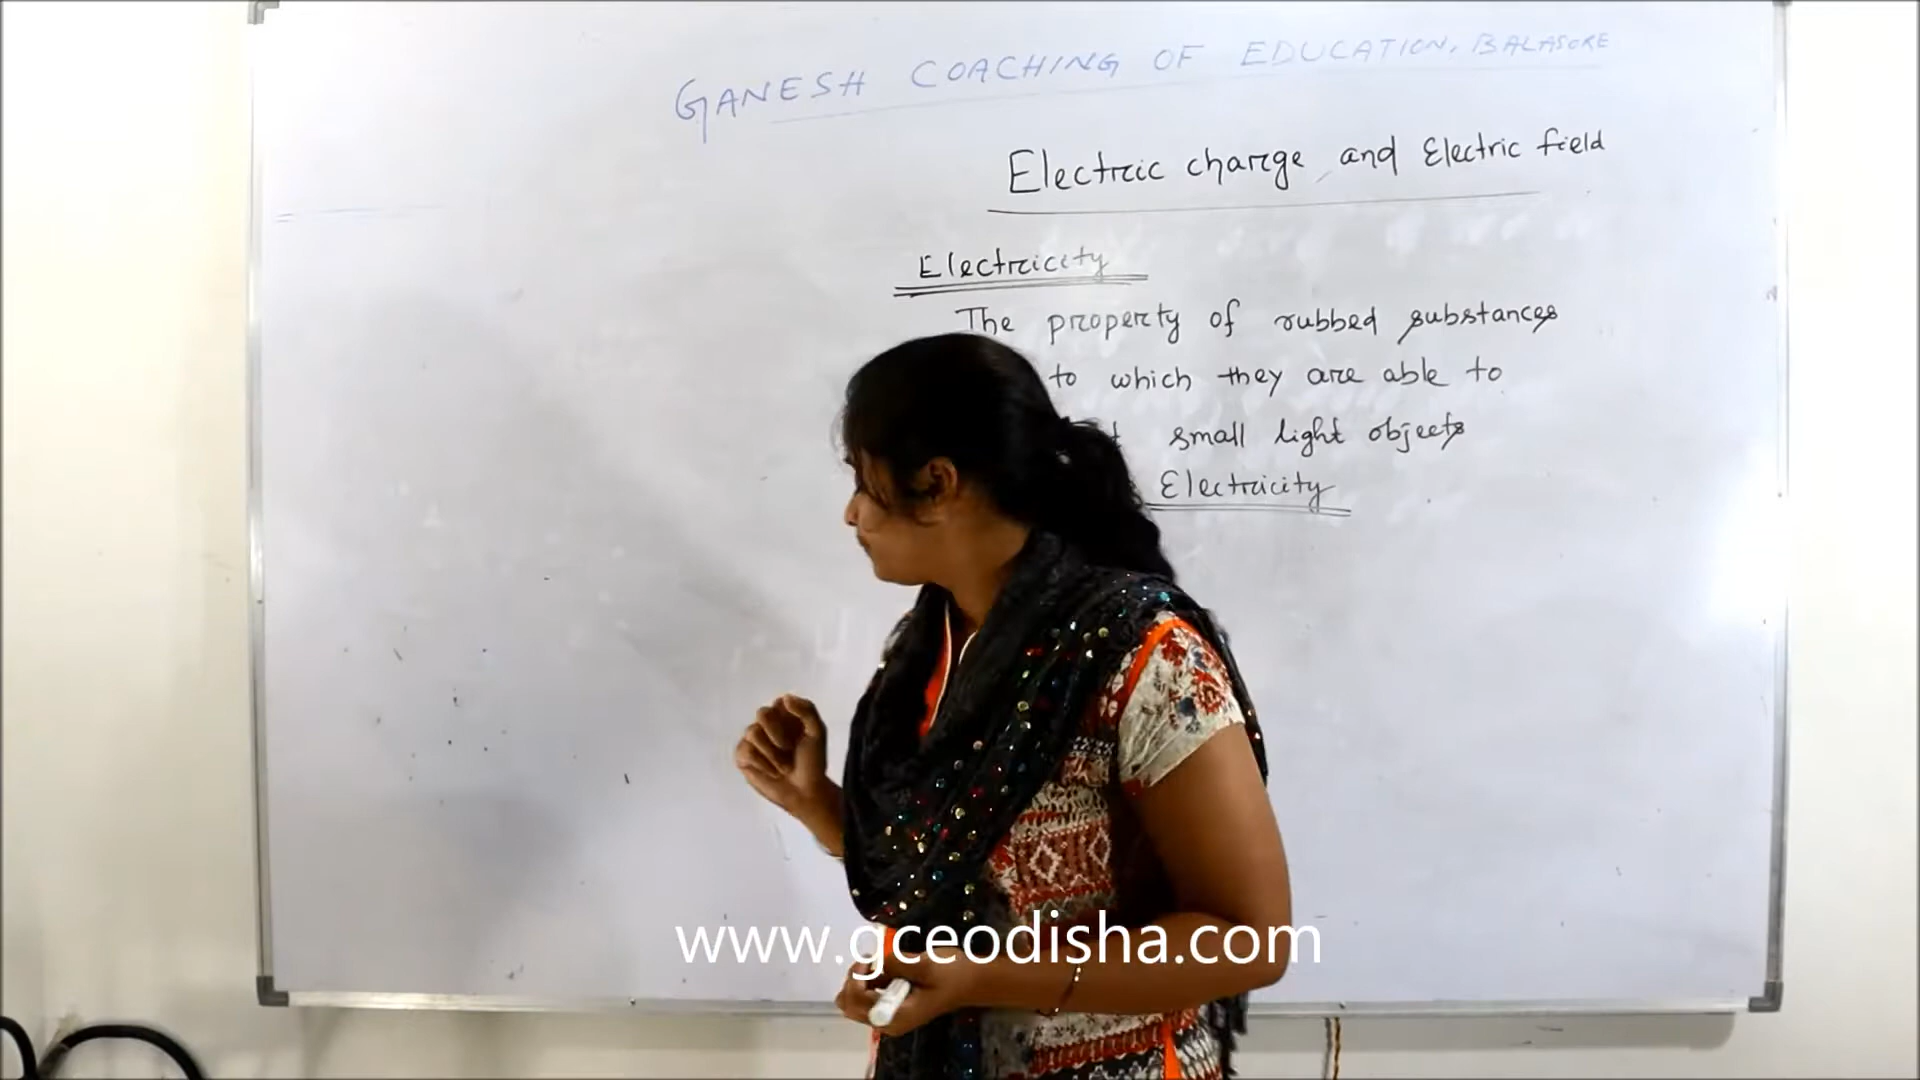 GANESH COACHING OF EDUCATION, BALASORE
Electric charge and Electric field
Electricity
The property of rubbed substances
to which they are able to
small light objects
Electricity
www.gceodisha.com